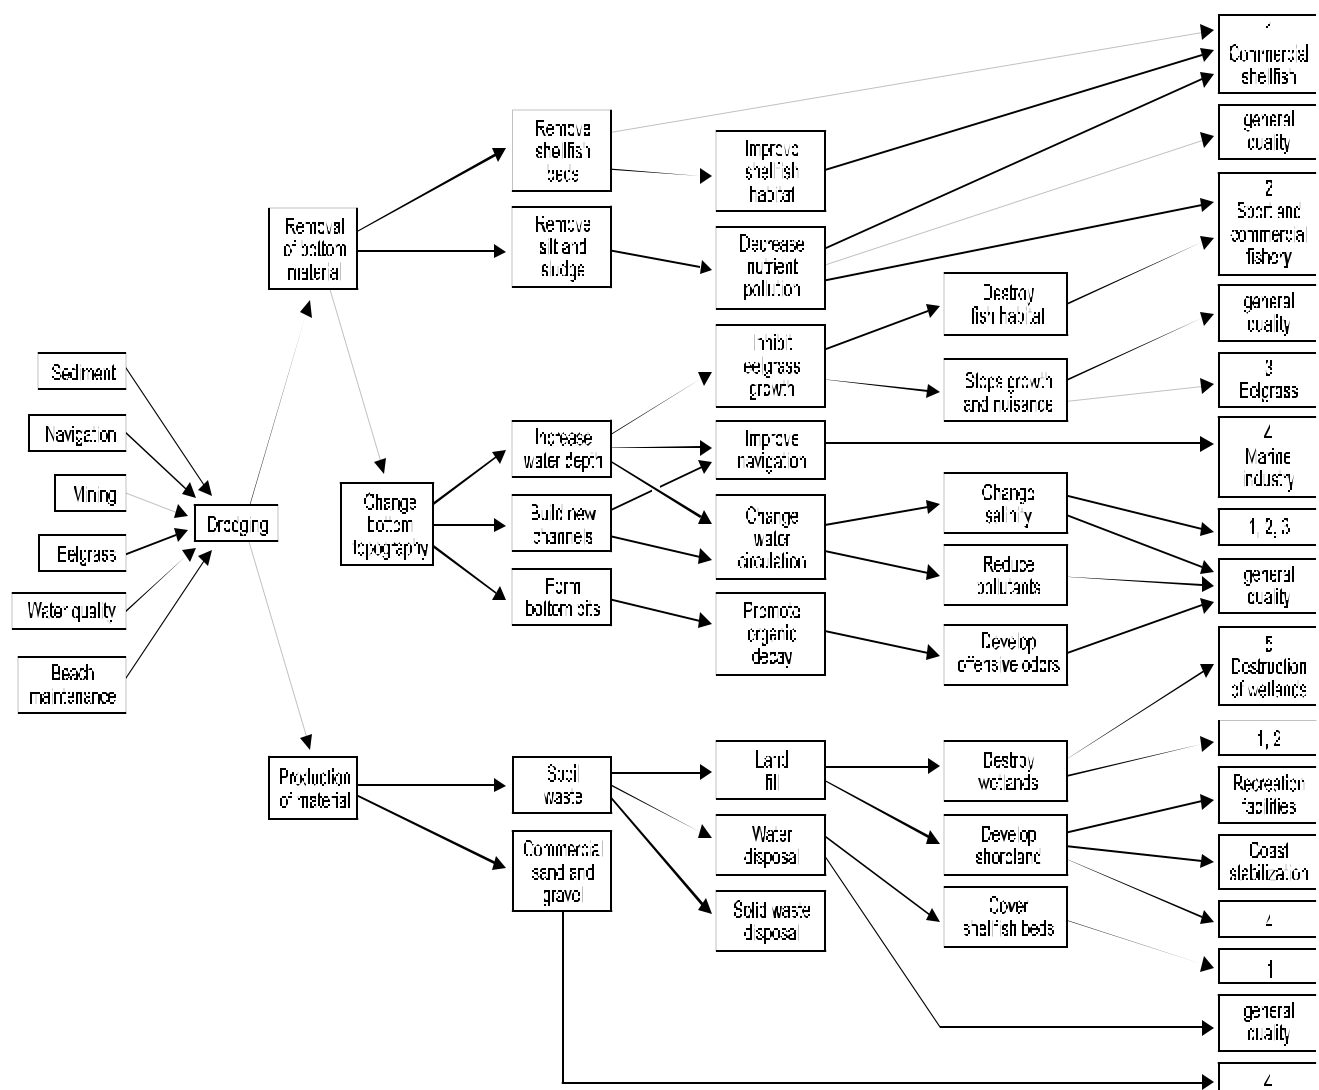 1
Commercial
shellfish
general
quality
2
Sport and
commercial
fishery
general
quality
3
Eelgrass
4
Marine
industry
1, 2, 3
general
quality
5
Destruction
of wetlands
1, 2
Recreation
facilities
Coast
stabilization
4
1
general
quality
4
Remove
shellfish
beds
Remove
silt and
sludge
Improve
shellfish
habitat
Decrease
nutrient
pollution
Inhibit
eelgrass
growth
Destroy
fish habitat
Stops growth
and nuisance
Removal
of bottom
material
Sediment
Navigation
Mining
Eelgrass
Water quality
Beach
maintenance
Dredging
Change
bottom
topography
Increase
water depth
Build new
channels
Form
bottom pits
Improve
navigation
Change
water
circulation
Promote
organic
decay
Change
salinity
Reduce
pollutants
Develop
offensive odors
Production
of material
Spoil
waste
Commercial
sand and
gravel
Land
fill
Water
disposal
Solid waste
disposal
Destroy
wetlands
Develop
shoreland
Cover
shellfish beds